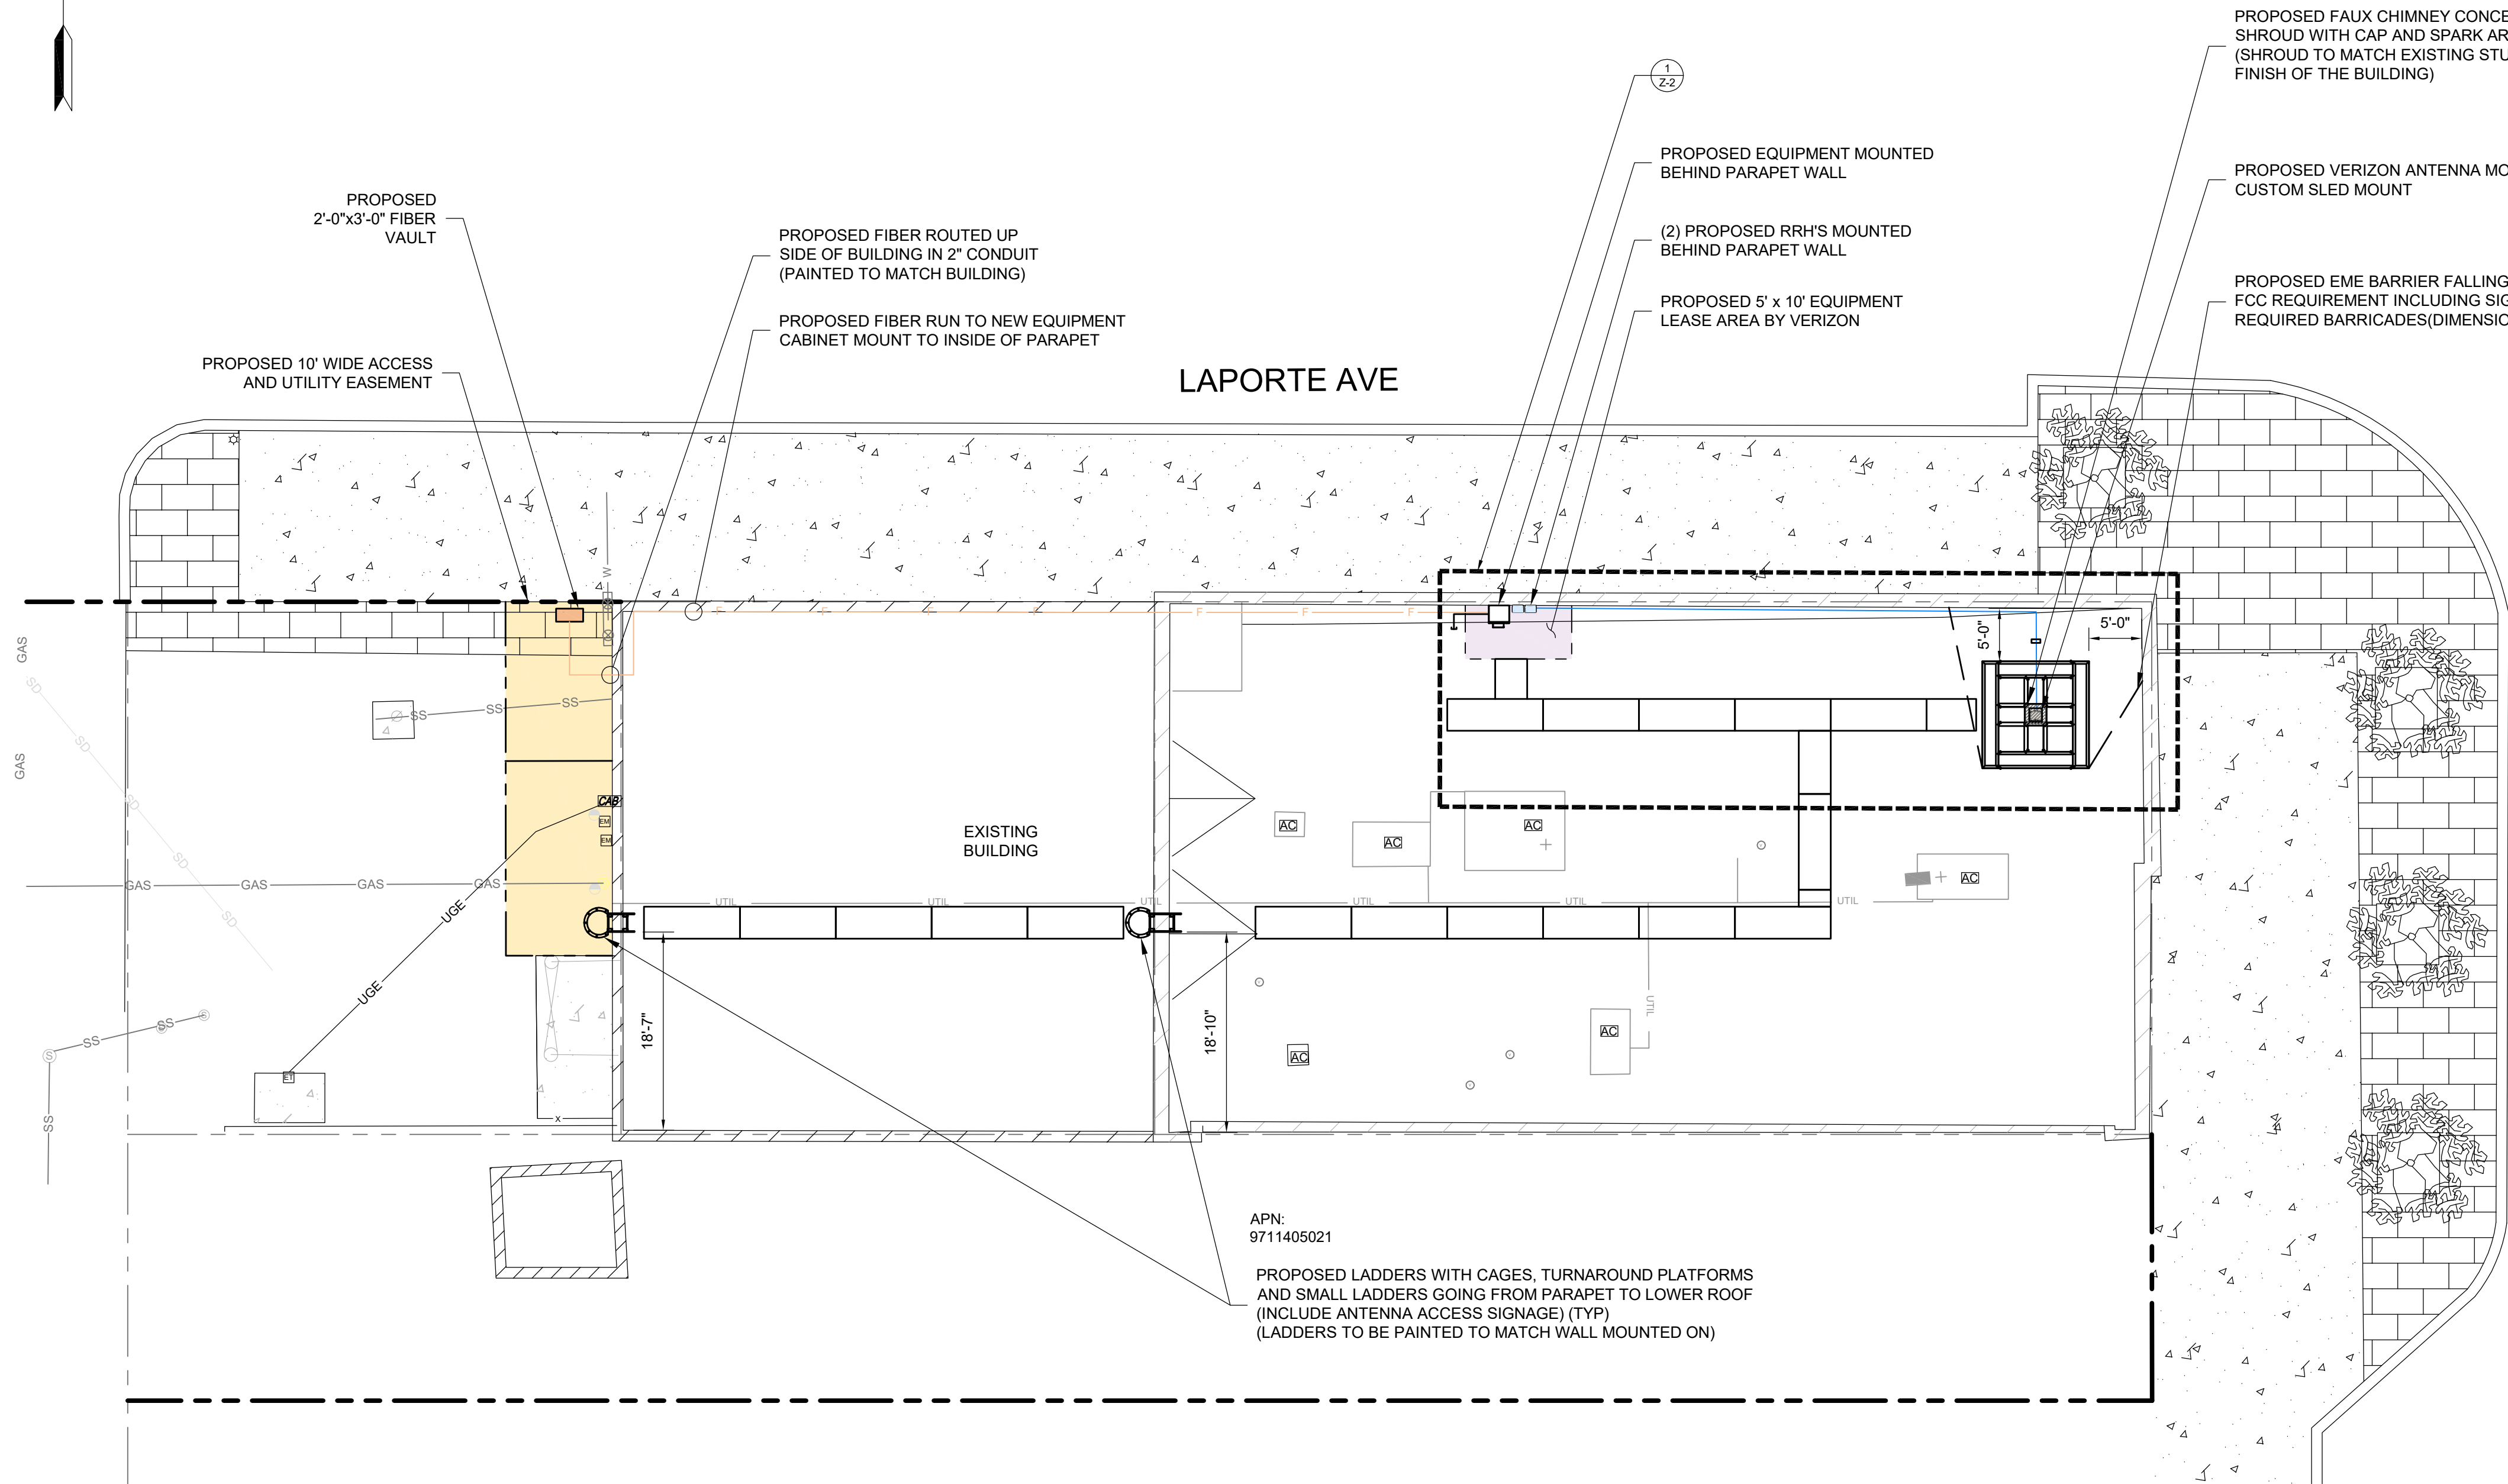 PROPOSED FAUX CHIMNEY
SHROUD WITH CAP AND SPARK
(SHROUD TO MATCH EXISTING
FINISH OF THE BUILDING)
1
Z-2
PROPOSED EQUIPMENT MOUNTED
BEHIND PARAPET WALL
PROPOSED VERIZON ANTENNA
CUSTOM SLED MOUNT
PROPOSED
2'-0"x3'-0" FIBER
VAULT
PROPOSED FIBER ROUTED UP
SIDE OF BUILDING IN 2" CONDUIT
(PAINTED TO MATCH BUILDING)
(2) PROPOSED RRH'S MOUNTED
BEHIND PARAPET WALL
PROPOSED EME BARRIER FALLING
FCC REQUIREMENT INCLUDING
REQUIRED
PROPOSED 5' x 10' EQUIPMENT
LEASE AREA BY VERIZON
PROPOSED FIBER RUN TO NEW EQUIPMENT
CABINET MOUNT TO INSIDE OF PARAPET
PROPOSED 10' WIDE ACCESS
AND UTILITY EASEMENT
LAPORTE AVE
W
F F F F F F F
5'-0"
5'-0"
GAS
GAS
SD
SD
SD
SD
SD
SS SS SS
CAB
EM
EM
EXISTING
BUILDING
AC
AC
AC
AC
GAS GAS GAS GAS
UGE
UGE
UTIL UTIL UTIL UTIL UTIL UTIL
UTIL
18'-7"
18'-10"
AC
AC
SS SS
S
S
S
SS
ET
x
APN:
9711405021
PROPOSED LADDERS WITH CAGES, TURNAROUND PLATFORMS
AND SMALL LADDERS GOING FROM PARAPET TO LOWER ROOF
(INCLUDE ANTENNA ACCESS SIGNAGE) (TYP)
(LADDERS TO BE PAINTED TO MATCH WALL MOUNTED ON)